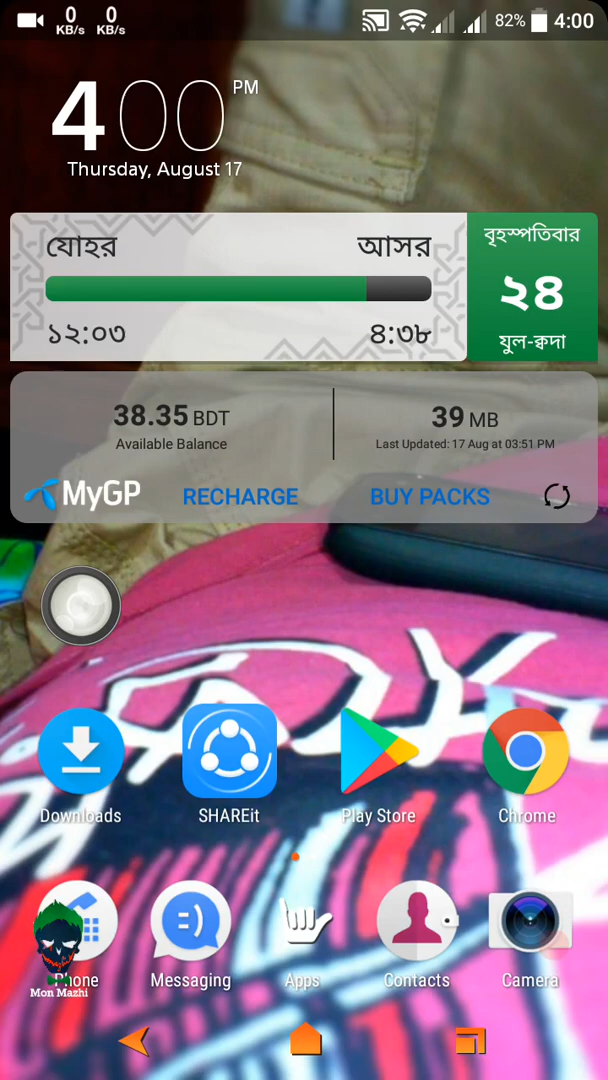 0 KB/s 0 KB/s 82% 4:00
4 00 PM
Thursday, August 17
যোহর আসর
১২:০৩ ৪:৩৮
বৃহস্পতিবার
২৪
যুল-ক্বদা
38.35 BDT 39 MB
Available Balance Last Updated: 17 Aug at 03:51 PM
MyGP RECHARGE BUY PACKS
Downloads SHAREit Play Store Chrome
Phone Messaging Apps Contacts Camera
Mon Mazhi